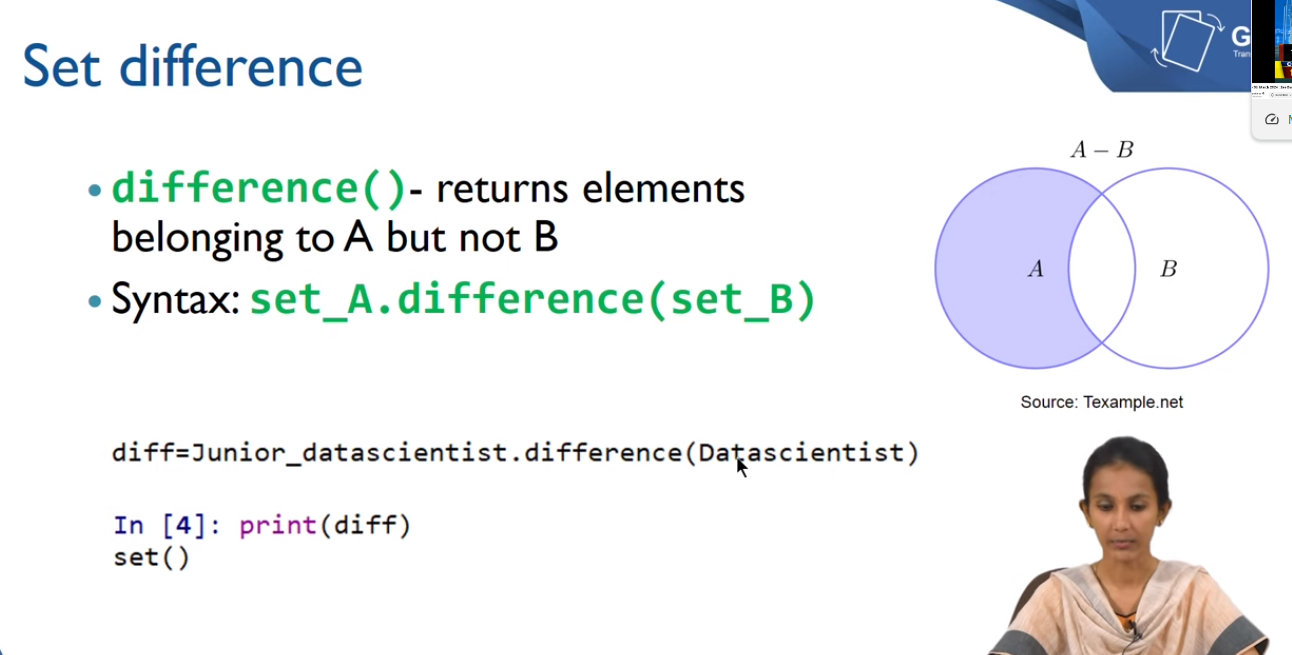 Set difference
G
Tran
A – B
• difference()- returns elements
belonging to A but not B
• Syntax: set_A.difference(set_B)
A
B
Source: Texample.net
diff=Junior_datascientist.difference(Datascientist)
In [4]: print(diff)
set()